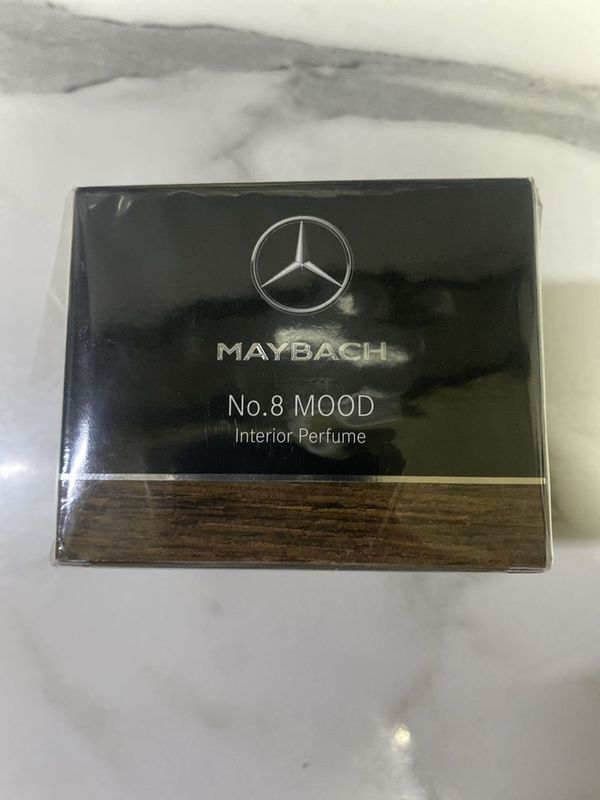 MAYBACH
No.8 MOOD
Interior Perfume